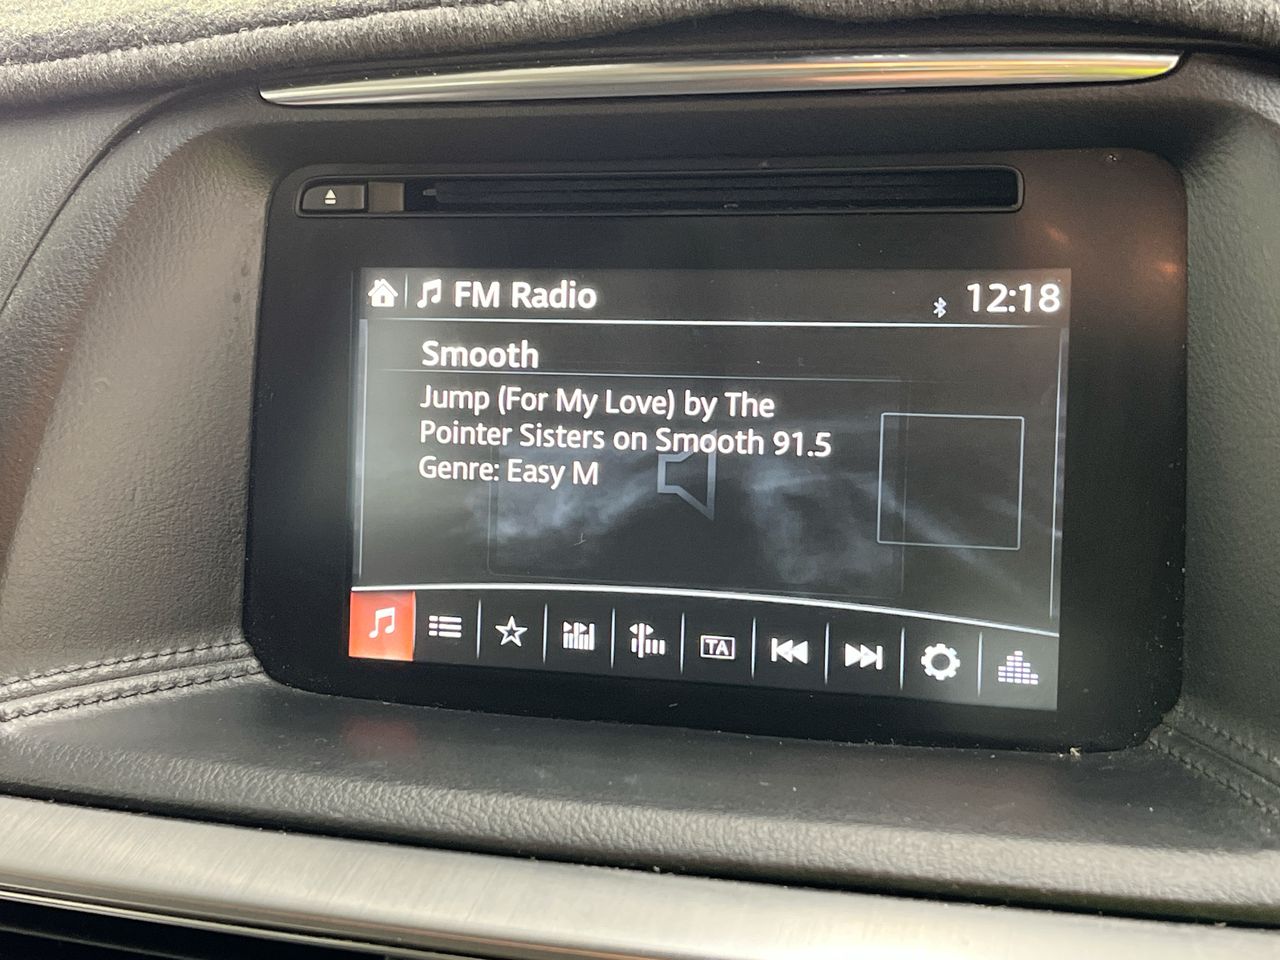 FM Radio
12:18
Smooth
Jump (For My Love) by The
Pointer Sisters on Smooth 91.5
Genre: Easy M
TA